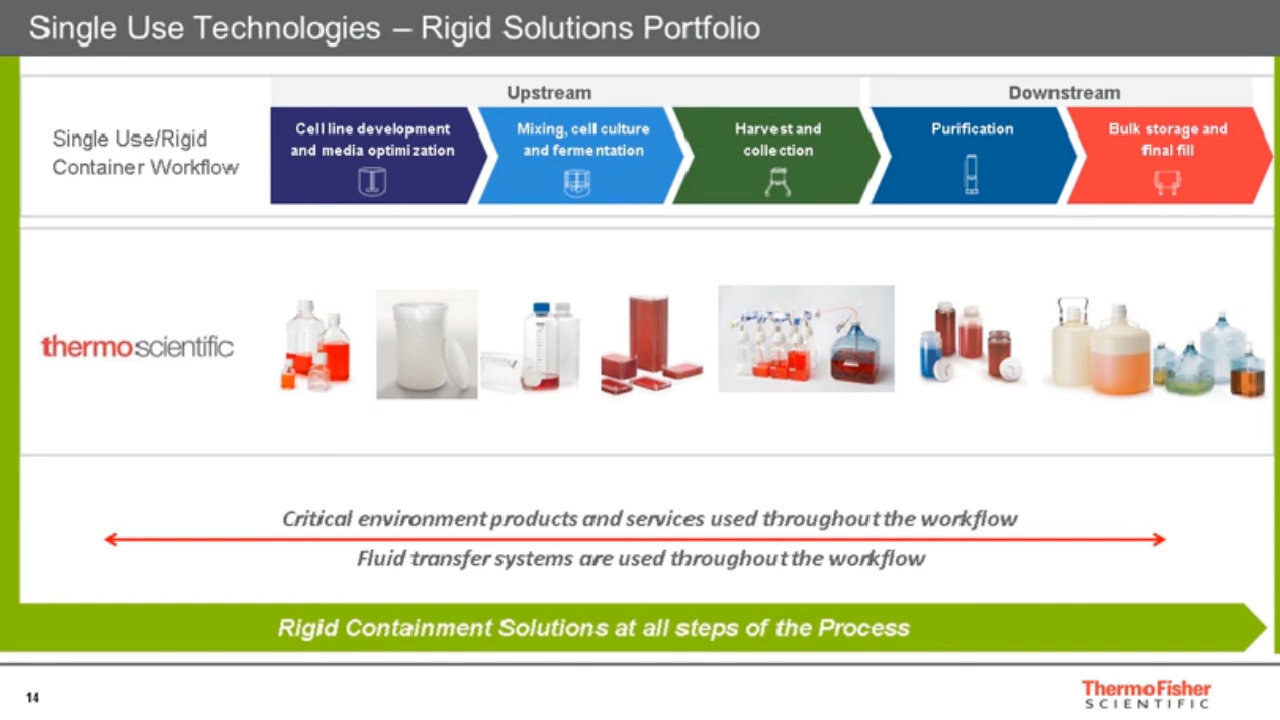 Single Use Technologies – Rigid Solutions Portfolio
Upstream
Downstream
Single Use/Rigid
Container Workflow
Cell line development
and media optimization
Mixing, cell culture
and fermentation
Harvest and
collection
Purification
Bulk storage and
final fill
thermoscientific
Critical environment products and services used throughout the workflow
Fluid transfer systems are used throughout the workflow
Rigid Containment Solutions at all steps of the Process
14
ThermoFisher
SCIENTIFIC